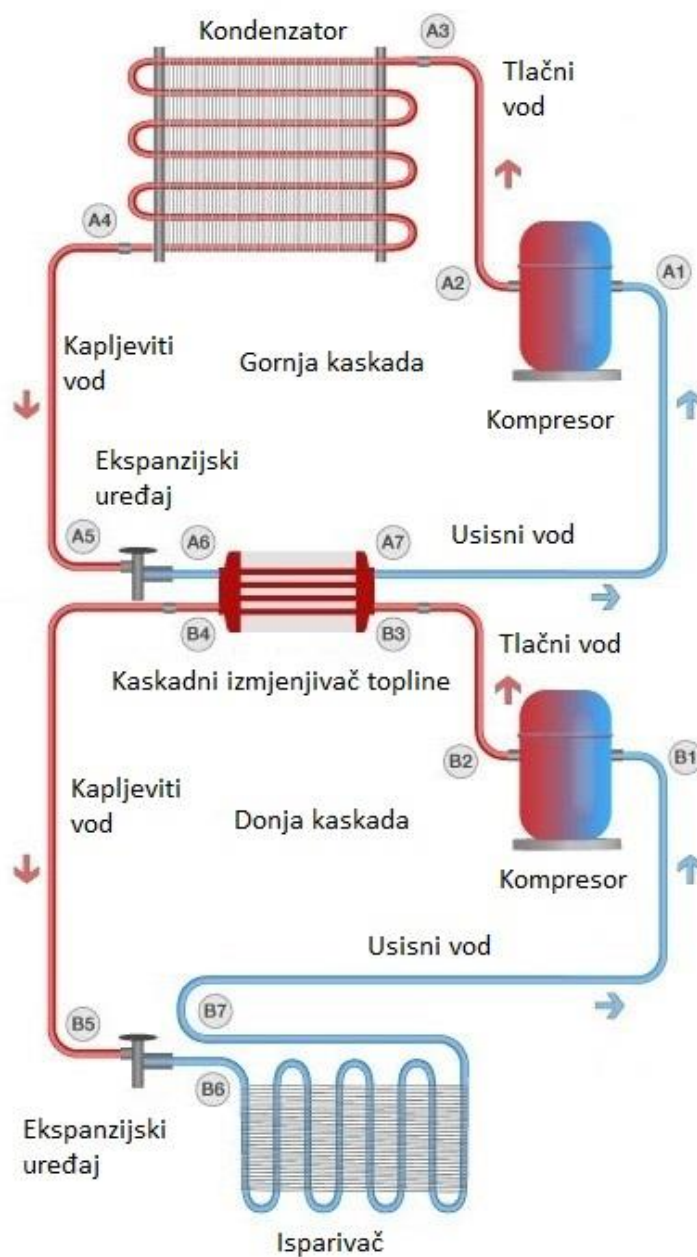 Kondenzator
A3
Tlačni
vod
A4
A2
A1
Kapljeviti
vod
Gornja kaskada
Kompresor
Ekspanzijski
uređaj
A5
A6
A7
Usisni vod
B4
B3
Tlačni vod
Kaskadni izmjenjivač topline
B2
B1
Kapljeviti
vod
Donja kaskada
Kompresor
Usisni vod
B5
B7
B6
Ekspanzijski
uređaj
Isparivač